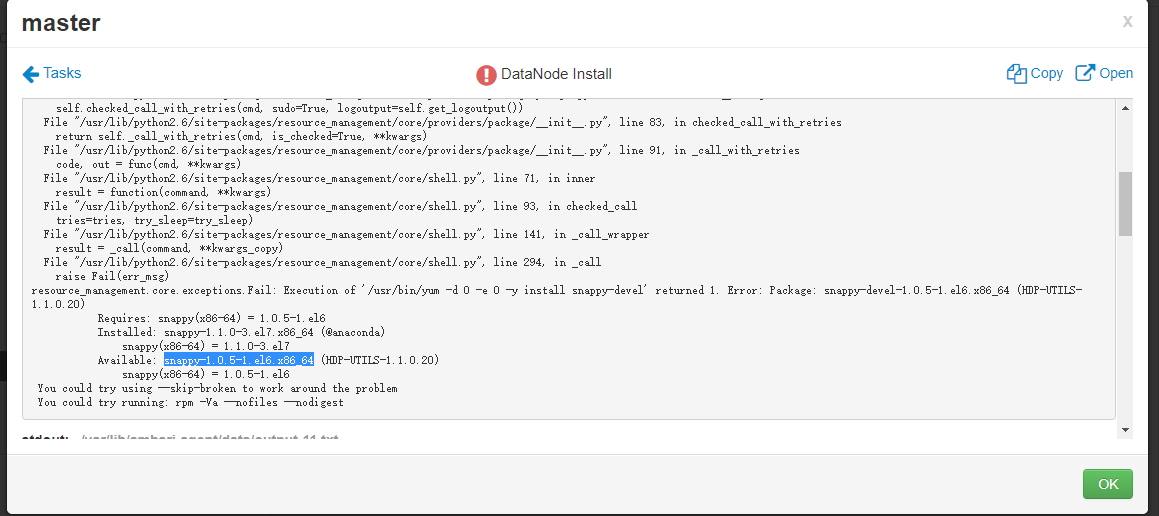 master
x
Tasks
DataNode Install
Copy
Open
self.checked_call_with_retries(cmd, sudo=True, logoutput=self.get_logoutput())
File "/usr/lib/python2.6/site-packages/resource_management/core/providers/package/__init__.py", line 83, in checked_call_with_retries
return self._call_with_retries(cmd, is_checked=True, **kwargs)
File "/usr/lib/python2.6/site-packages/resource_management/core/providers/package/__init__.py", line 91, in _call_with_retries
code, out = func(cmd, **kwargs)
File "/usr/lib/python2.6/site-packages/resource_management/core/shell.py", line 71, in inner
result = function(command, **kwargs)
File "/usr/lib/python2.6/site-packages/resource_management/core/shell.py", line 93, in checked_call
tries=tries, try_sleep=try_sleep)
File "/usr/lib/python2.6/site-packages/resource_management/core/shell.py", line 141, in _call_wrapper
result = _call(command, **kwargs_copy)
File "/usr/lib/python2.6/site-packages/resource_management/core/shell.py", line 294, in _call
raise Fail(err_msg)
resource_management.core.exceptions.Fail: Execution of '/usr/bin/yum -d 0 -e 0 -y install snappy-devel' returned 1. Error: Package: snappy-devel-1.0.5-1.el6.x86_64 (HDP-UTILS-
1.1.0.20)
Requires: snappy(x86-64) = 1.0.5-1.el6
Installed: snappy-1.1.0-3.el7.x86_64 (@anaconda)
snappy(x86-64) = 1.1.0-3.el7
Available: snappy-1.0.5-1.el6.x86_64 (HDP-UTILS-1.1.0.20)
snappy(x86-64) = 1.0.5-1.el6
You could try using --skip-broken to work around the problem
You could try running: rpm -Va --nofiles --nodigest
stdout: /var/lib/ambari-agent/data/output-11.txt
OK